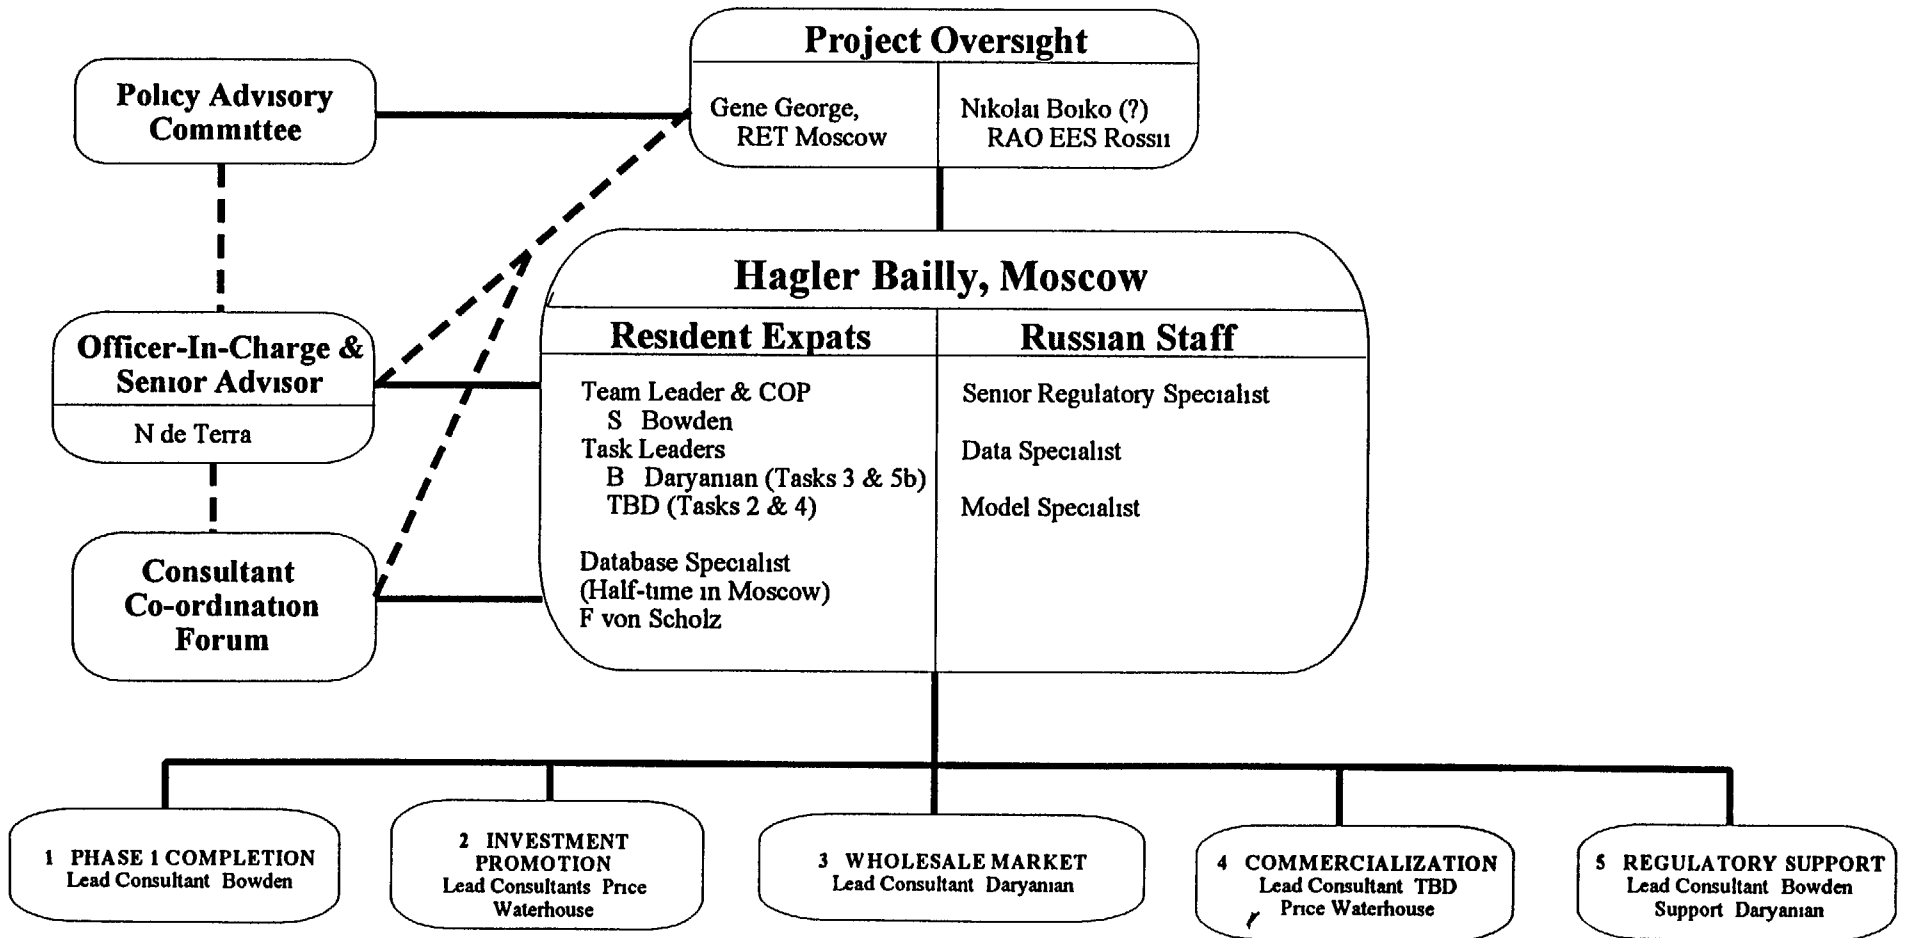 Project Oversight
Gene George,
RET Moscow
Nikolai Boiko (?)
RAO EES Rossii
Policy Advisory
Committee
Hagler Bailly, Moscow
Resident Expats
Russian Staff
Officer-In-Charge &
Senior Advisor
N de Terra
Team Leader & COP
S Bowden
Task Leaders
B Daryanian (Tasks 3 & 5b)
TBD (Tasks 2 & 4)
Database Specialist
(Half-time in Moscow)
F von Scholz
Senior Regulatory Specialist
Data Specialist
Model Specialist
Consultant
Co-ordination
Forum
1 PHASE 1 COMPLETION
Lead Consultant Bowden
2 INVESTMENT
PROMOTION
Lead Consultants Price
Waterhouse
3 WHOLESALE MARKET
Lead Consultant Daryanian
4 COMMERCIALIZATION
Lead Consultant TBD
Price Waterhouse
5 REGULATORY SUPPORT
Lead Consultant Bowden
Support Daryanian